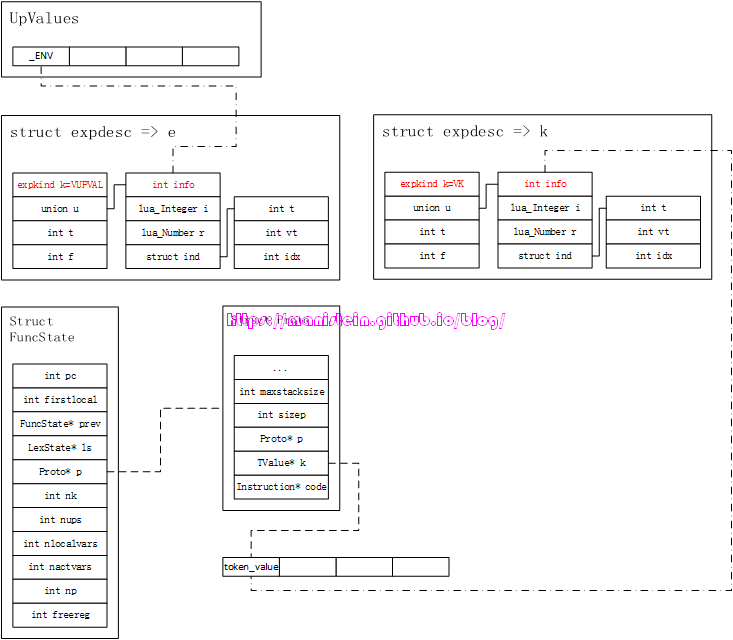 UpValues
_ENV
struct expdesc => e
expkind k=VUPVAL
int info
union u
lua_Integer i
int t
int t
lua_Number r
int vt
int f
struct ind
int idx
struct expdesc => k
expkind k=VK
int info
union u
lua_Integer i
int t
int t
lua_Number r
int vt
int f
struct ind
int idx
Struct
FuncState
int pc
int firstlocal
FuncState* prev
LexState* ls
Proto* p
int nk
int nups
int nlocalvars
int nactvars
int np
int freereg
https://manistein.github.io/blog/
...
int maxstacksize
int sizep
Proto* p
TValue* k
Instruction* code
token_value